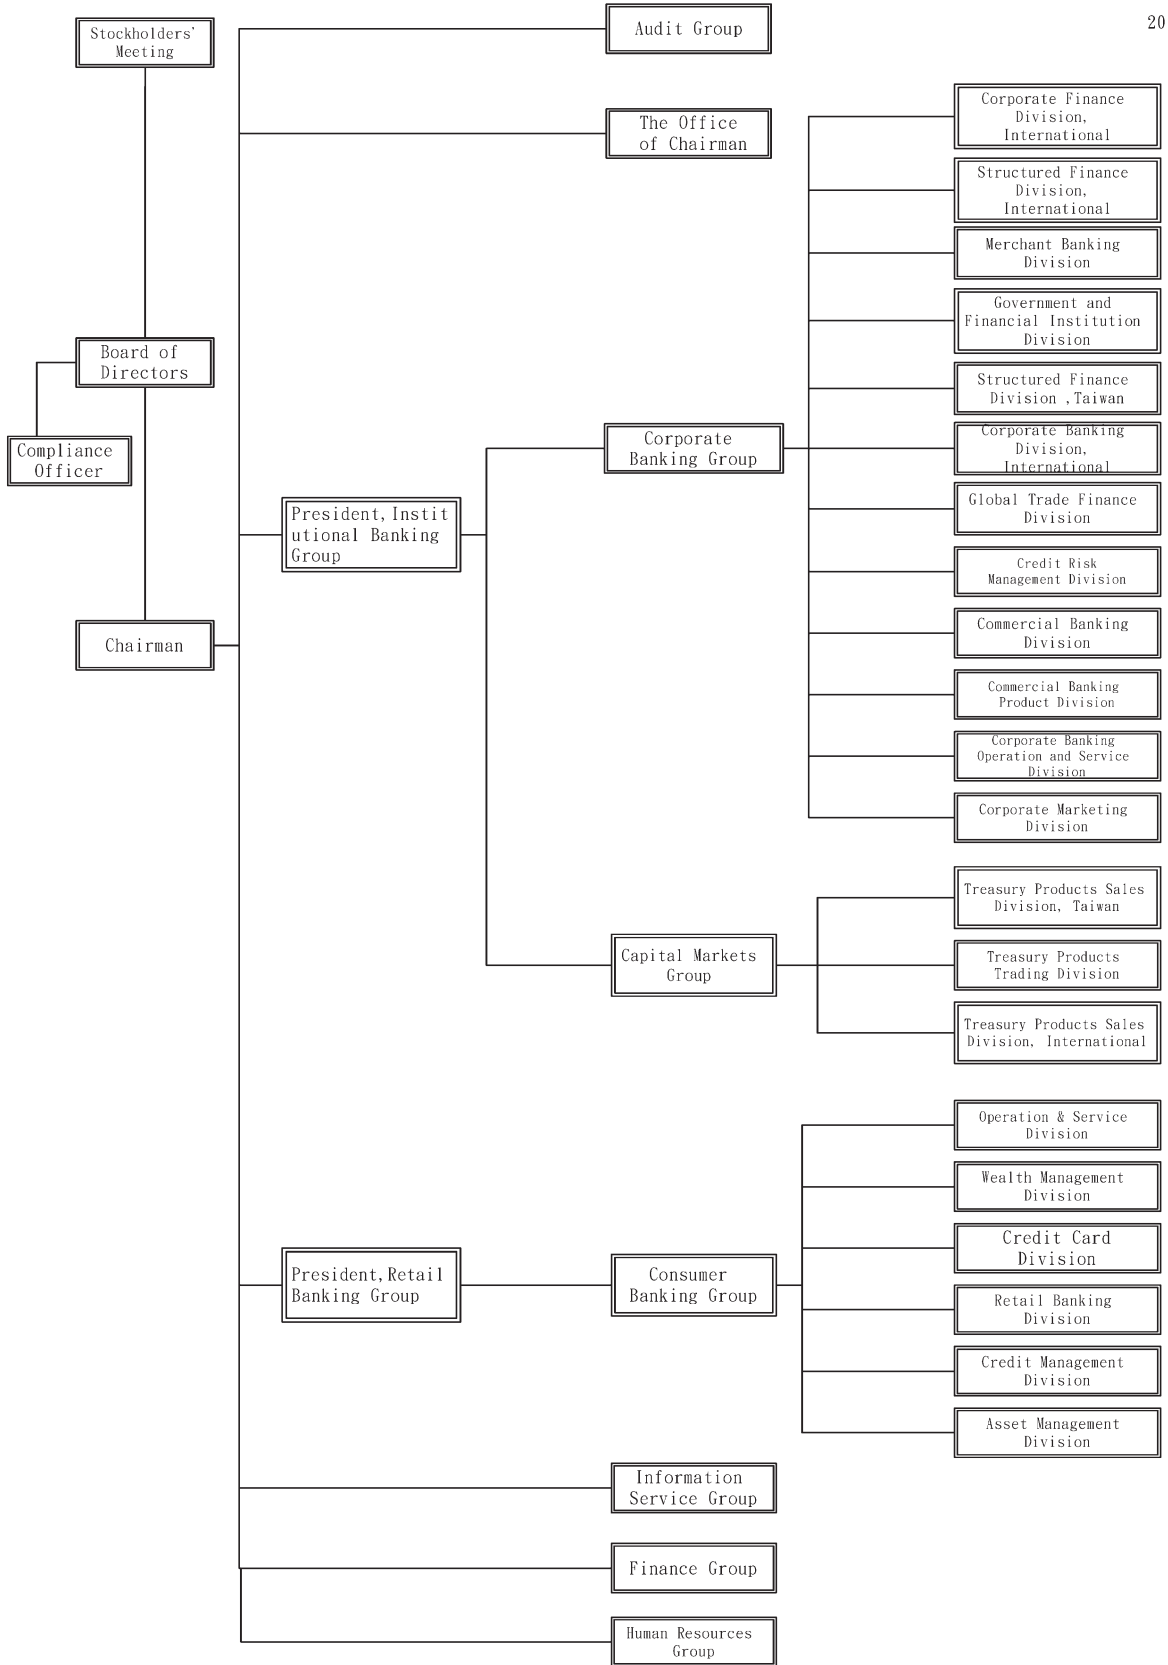 20
Stockholders'
Meeting
Audit Group
The Office
of Chairman
Corporate Finance
Division,
International
Structured Finance
Division,
International
Merchant Banking
Division
Government and
Financial Institution
Division
Board of
Directors
Structured Finance
Division ,Taiwan
Compliance
Officer
Corporate
Banking Group
Corporate Banking
Division,
International
President,Instit
utional Banking
Group
Global Trade Finance
Division
Credit Risk
Management Division
Chairman
Commercial Banking
Division
Commercial Banking
Product Division
Corporate Banking
Operation and Service
Division
Corporate Marketing
Division
Treasury Products Sales
Division, Taiwan
Capital Markets
Group
Treasury Products
Trading Division
Treasury Products Sales
Division, International
Operation & Service
Division
Wealth Management
Division
Credit Card
Division
President,Retail
Banking Group
Consumer
Banking Group
Retail Banking
Division
Credit Management
Division
Asset Management
Division
Information
Service Group
Finance Group
Human Resources
Group